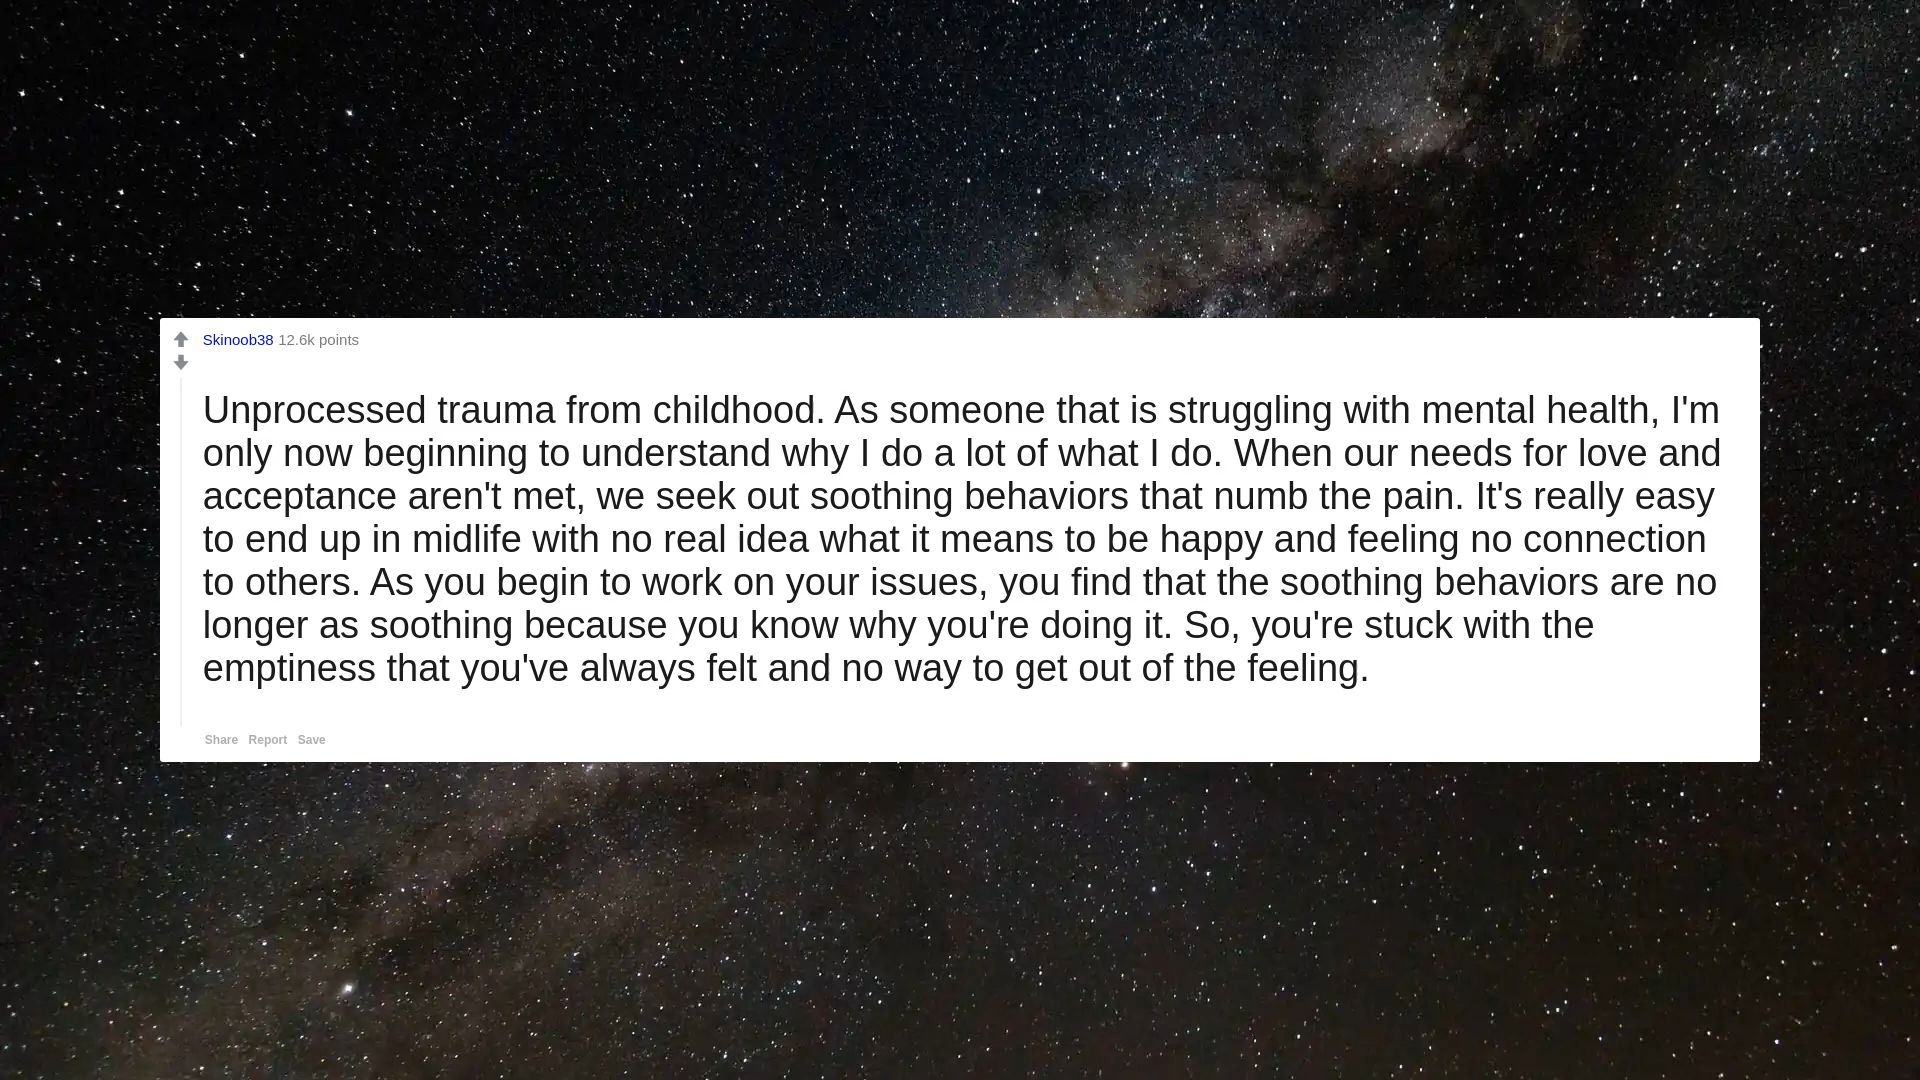 Skinoob38 12.6k points
Unprocessed trauma from childhood. As someone that is struggling with mental health, I'm
only now beginning to understand why I do a lot of what I do. When our needs for love and
acceptance aren't met, we seek out soothing behaviors that numb the pain. It's really easy
to end up in midlife with no real idea what it means to be happy and feeling no connection
to others. As you begin to work on your issues, you find that the soothing behaviors are no
longer as soothing because you know why you're doing it. So, you're stuck with the
emptiness that you've always felt and no way to get out of the feeling.
Share Report Save